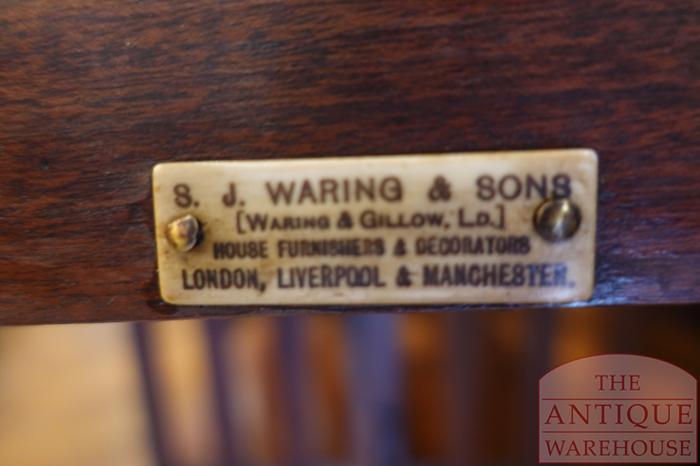 S. J. WARING & SONS
[WARING & GILLOW, LD.]
HOUSE FURNISHERS & DECORATORS
LONDON, LIVERPOOL & MANCHESTER.
THE
ANTIQUE
WAREHOUSE